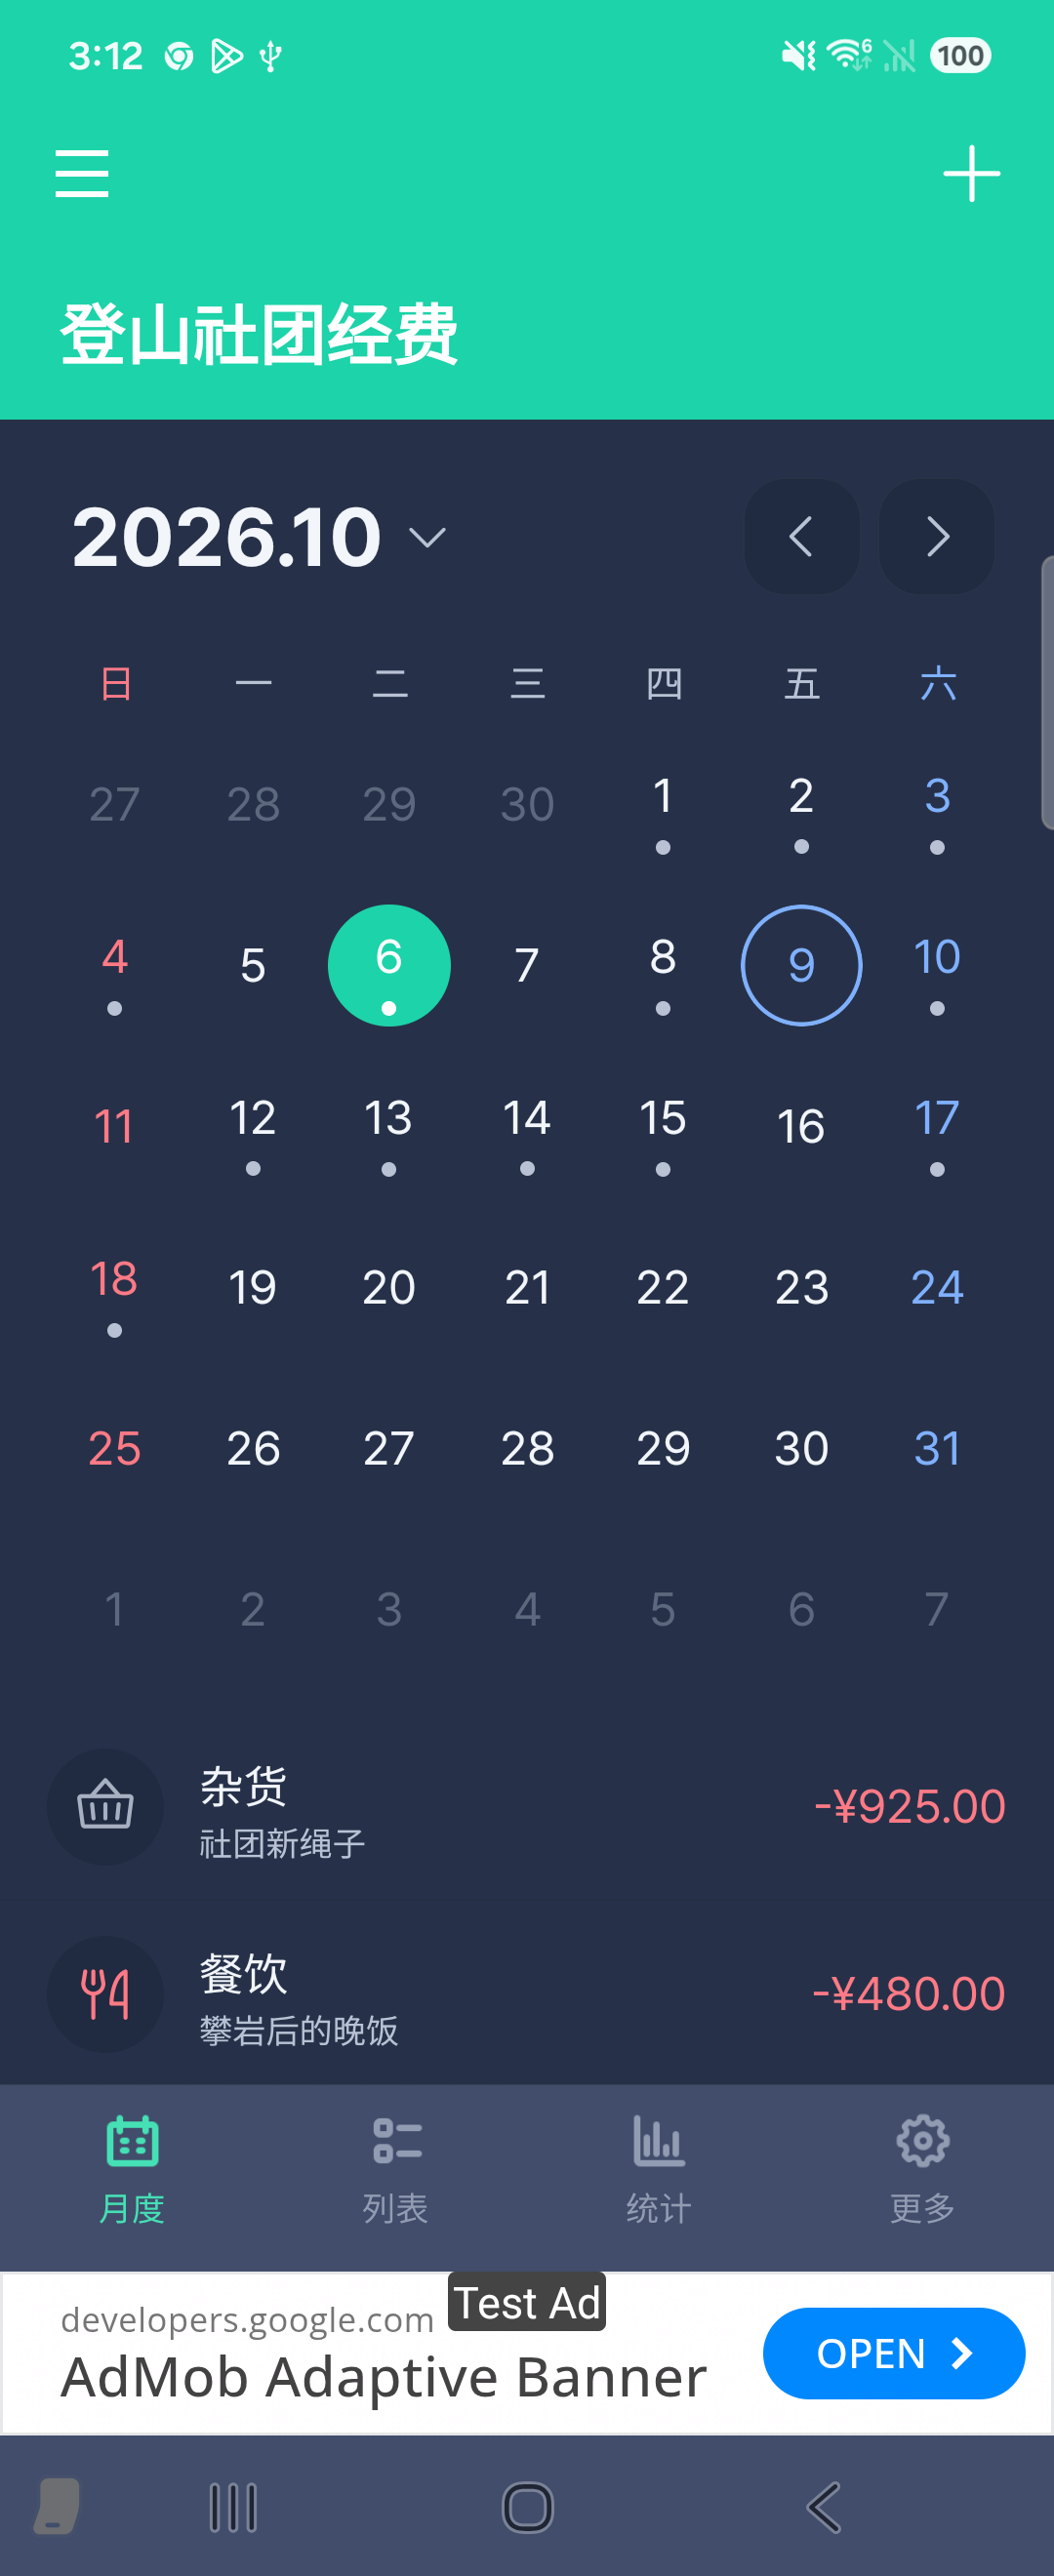 3:12
6
100
登山社团经费
2026.10
日 一 二 三 四 五 六
27 28 29 30 1 2 3
4 5 6 7 8 9 10
11 12 13 14 15 16 17
18 19 20 21 22 23 24
25 26 27 28 29 30 31
1 2 3 4 5 6 7
杂货
社团新绳子
-¥925.00
餐饮
攀岩后的晚饭
-¥480.00
月度 列表 统计 更多
Test Ad
developers.google.com
AdMob Adaptive Banner
OPEN